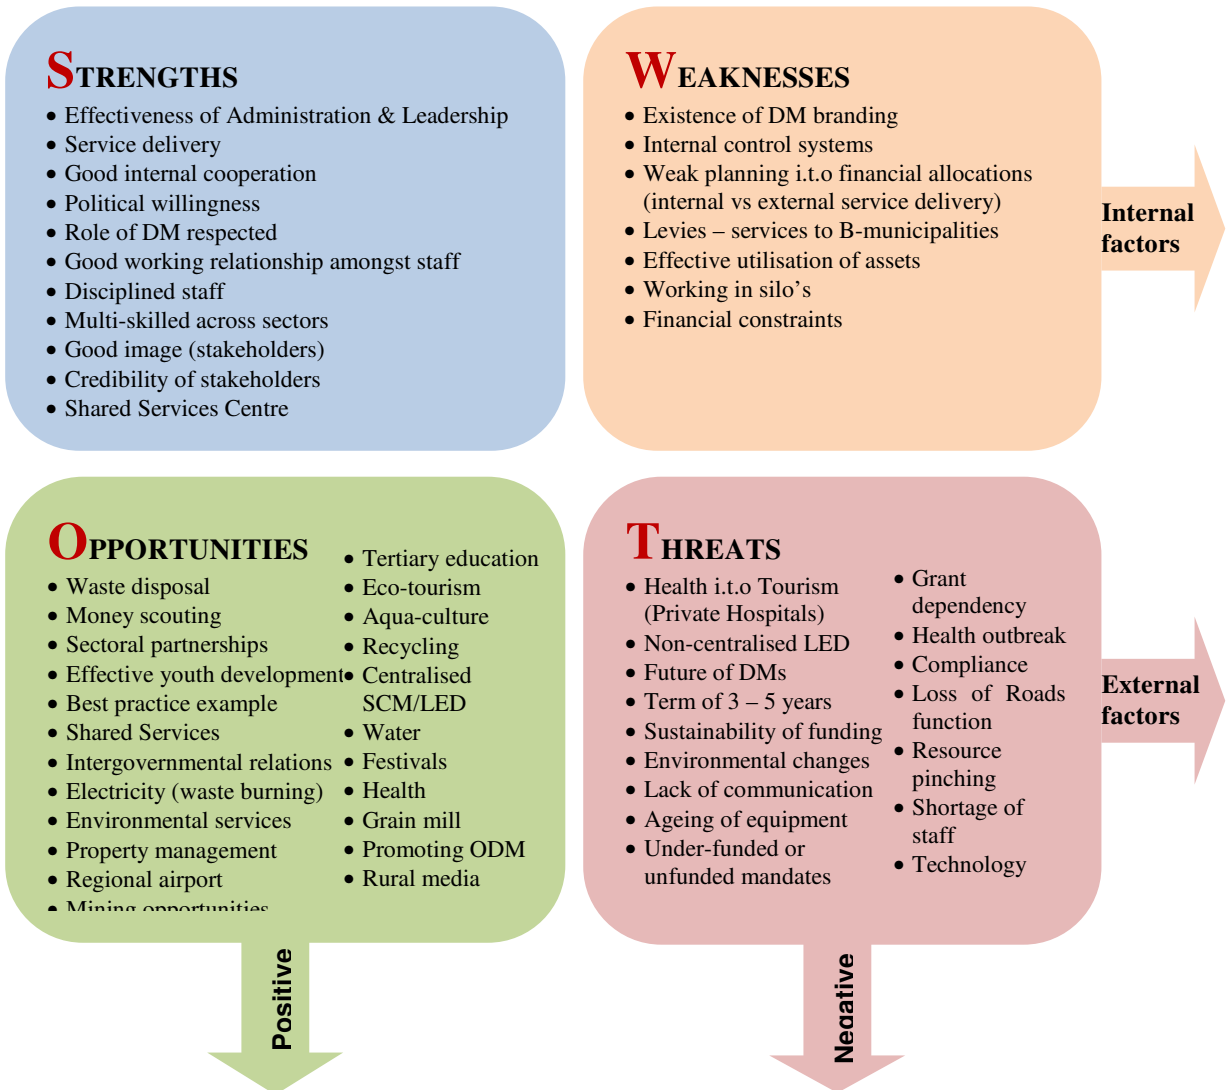 STRENGTHS
• Effectiveness of Administration & Leadership
• Service delivery
• Good internal cooperation
• Political willingness
• Role of DM respected
• Good working relationship amongst staff
• Disciplined staff
• Multi-skilled across sectors
• Good image (stakeholders)
• Credibility of stakeholders
• Shared Services Centre
WEAKNESSES
• Existence of DM branding
• Internal control systems
• Weak planning i.t.o financial allocations
(internal vs external service delivery)
• Levies – services to B-municipalities
• Effective utilisation of assets
• Working in silo's
• Financial constraints
Internal
factors
OPPORTUNITIES
• Waste disposal
• Money scouting
• Sectoral partnerships
• Effective youth development
• Best practice example
• Shared Services
• Intergovernmental relations
• Electricity (waste burning)
• Environmental services
• Property management
• Regional airport
• Mining opportunities
• Tertiary education
• Eco-tourism
• Aqua-culture
• Recycling
• Centralised
SCM/LED
• Water
• Festivals
• Health
• Grain mill
• Promoting ODM
• Rural media
THREATS
• Health i.t.o Tourism
(Private Hospitals)
• Non-centralised LED
• Future of DMs
• Term of 3 – 5 years
• Sustainability of funding
• Environmental changes
• Lack of communication
• Ageing of equipment
• Under-funded or
unfunded mandates
• Grant
dependency
• Health outbreak
• Compliance
• Loss of Roads
function
• Resource
pinching
• Shortage of
staff
• Technology
External
factors
Positive
Negative